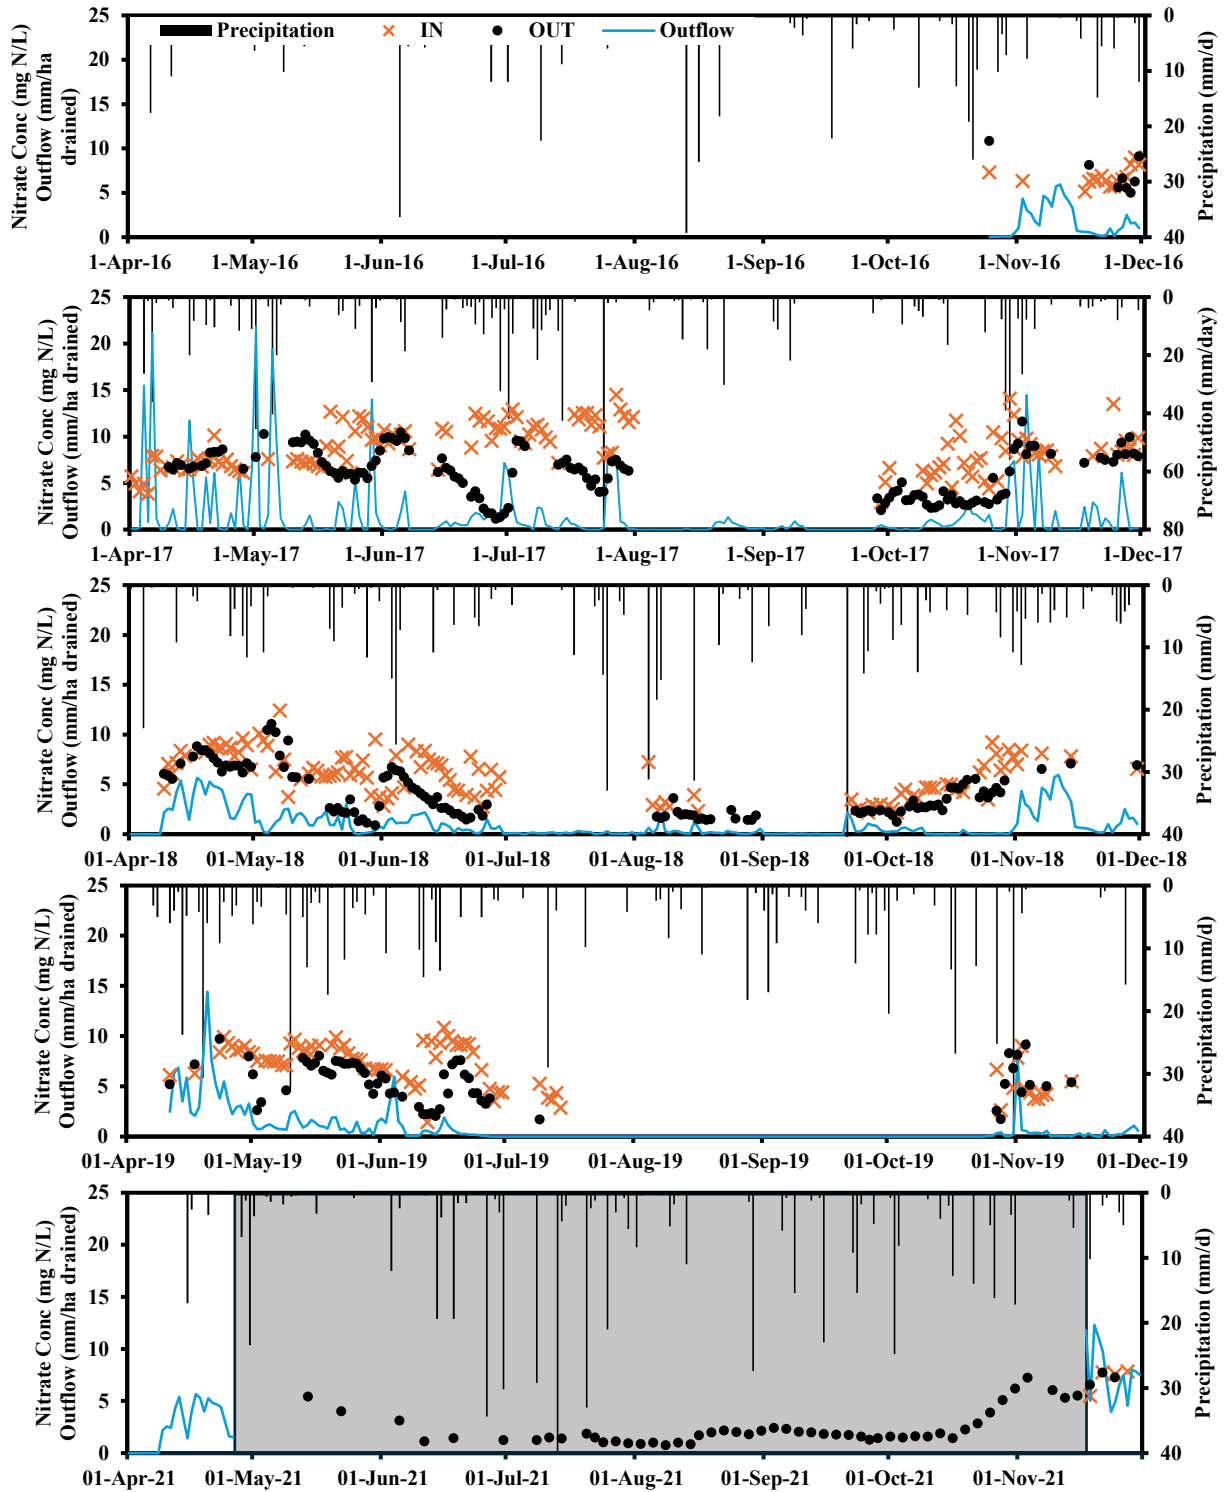 Nitrate Conc (mg N/L)
Outflow (mm/ha
drained)
25
20
15
10
5
0
Precipitation
IN
OUT
Outflow
0
10
20
30
40
Precipitation (mm/d)
1-Apr-16 1-May-16 1-Jun-16 1-Jul-16 1-Aug-16 1-Sep-16 1-Oct-16 1-Nov-16 1-Dec-16
Nitrate Conc (mg N/L)
Outflow (mm/ha drained)
25
20
15
10
5
0
0
20
40
60
80
Precipitation (mm/day)
1-Apr-17 1-May-17 1-Jun-17 1-Jul-17 1-Aug-17 1-Sep-17 1-Oct-17 1-Nov-17 1-Dec-17
Nitrate Conc (mg N/L)
Outflow (mm/ha drained)
25
20
15
10
5
0
0
10
20
30
40
Precipitation (mm/d)
01-Apr-18 01-May-18 01-Jun-18 01-Jul-18 01-Aug-18 01-Sep-18 01-Oct-18 01-Nov-18 01-Dec-18
Nitrate Conc (mg N/L)
Outflow (mm/ha drained)
25
20
15
10
5
0
0
10
20
30
40
Precipitation (mm/d)
01-Apr-19 01-May-19 01-Jun-19 01-Jul-19 01-Aug-19 01-Sep-19 01-Oct-19 01-Nov-19 01-Dec-19
Nitrate Conc (mg N/L)
Outflow (mm/ha drained)
25
20
15
10
5
0
0
10
20
30
40
Precipitation (mm/d)
01-Apr-21 01-May-21 01-Jun-21 01-Jul-21 01-Aug-21 01-Sep-21 01-Oct-21 01-Nov-21